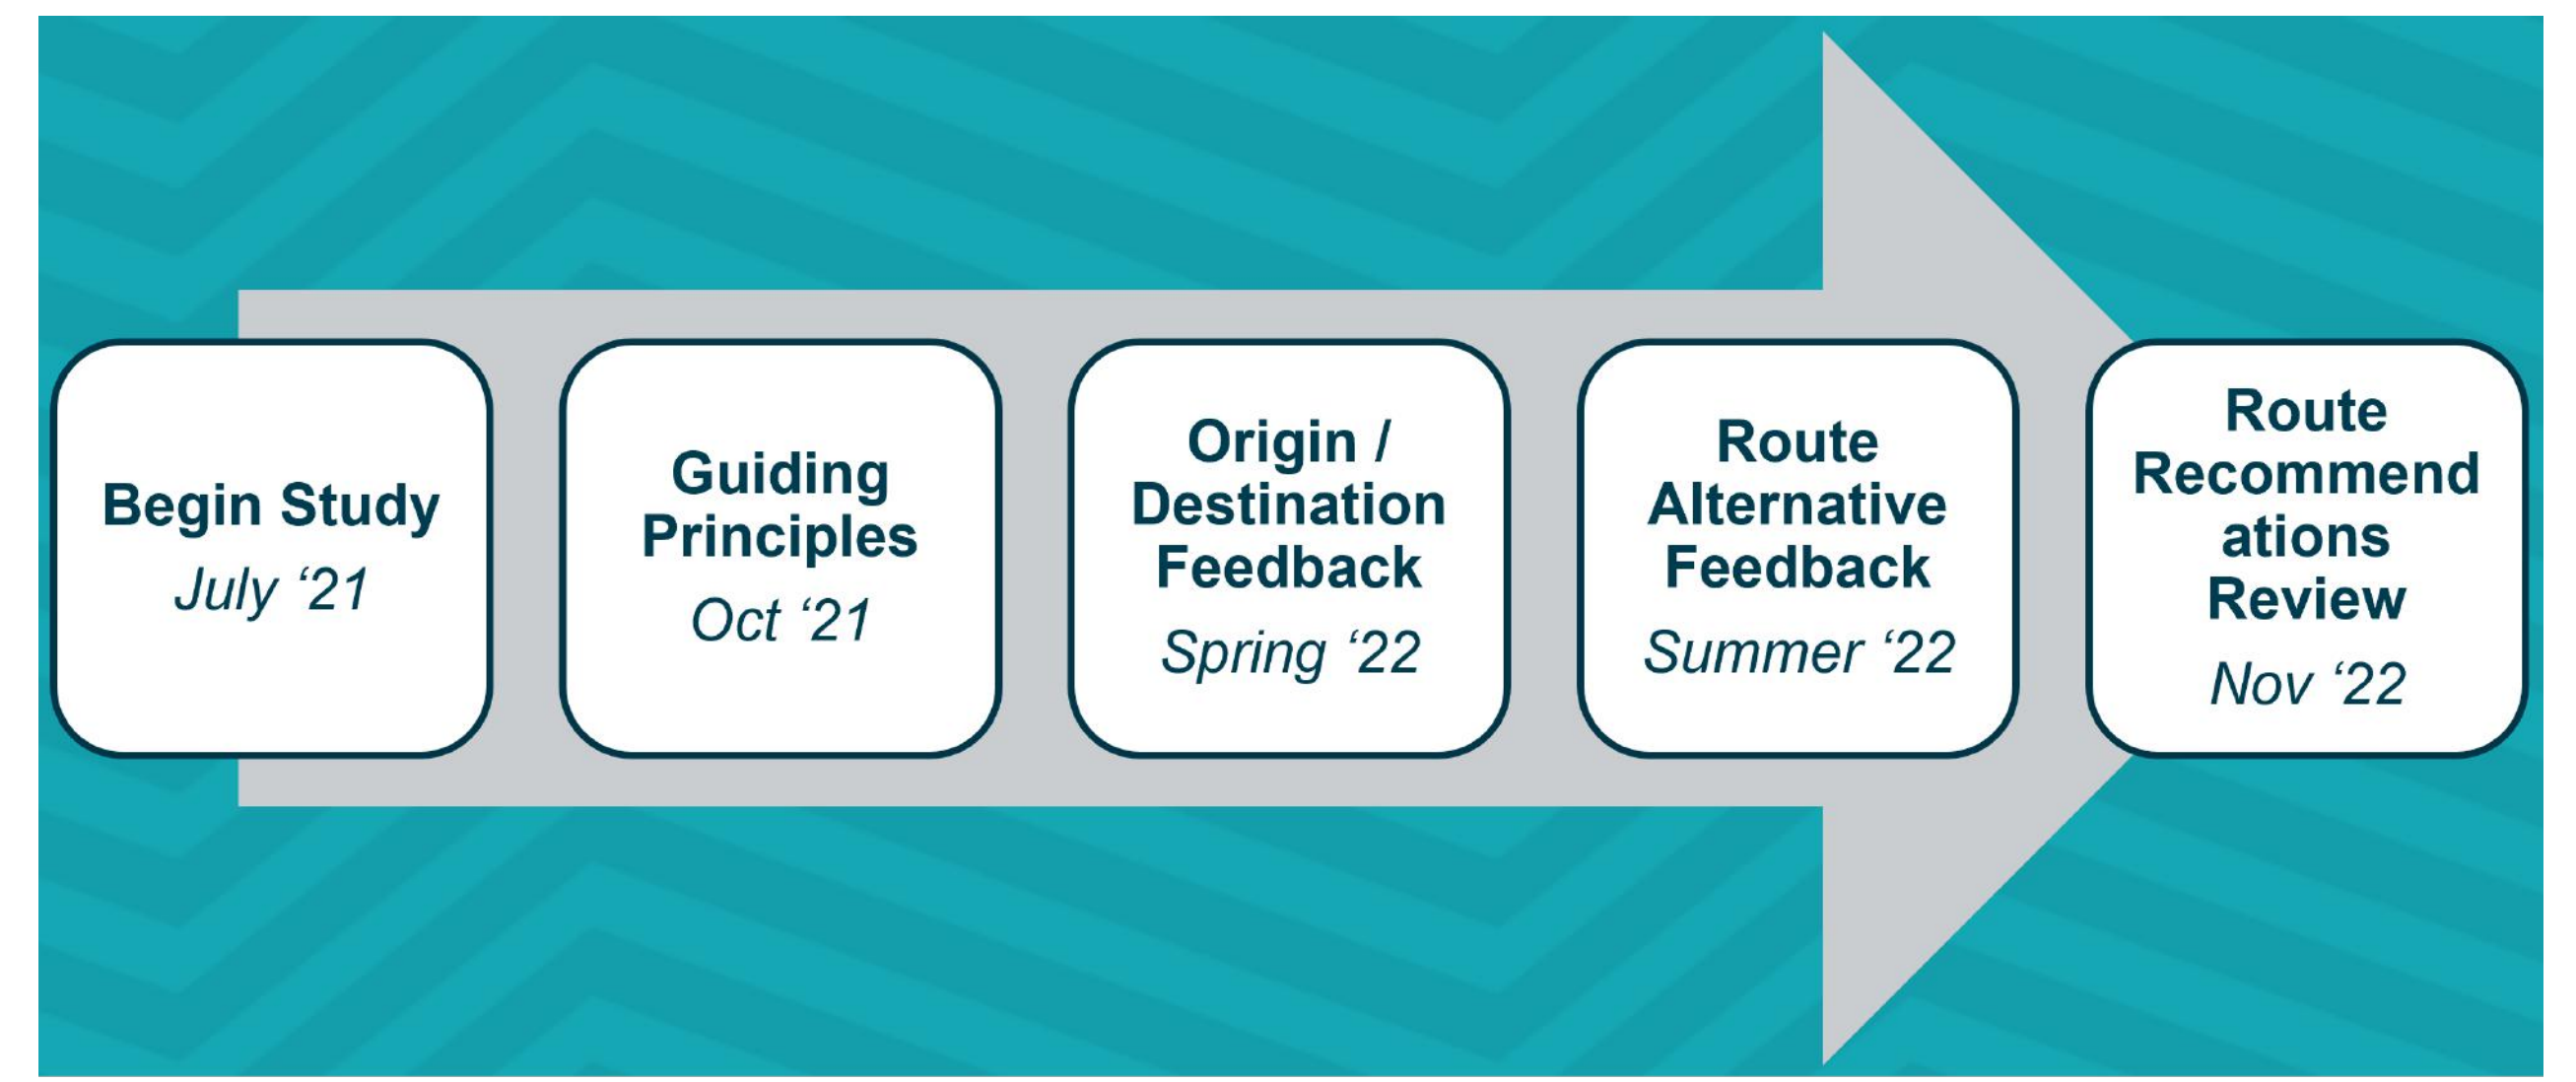 Begin Study
July ‘21
Guiding
Principles
Oct ‘21
Origin /
Destination
Feedback
Spring ‘22
Route
Alternative
Feedback
Summer ‘22
Route
Recommend
ations
Review
Nov ‘22